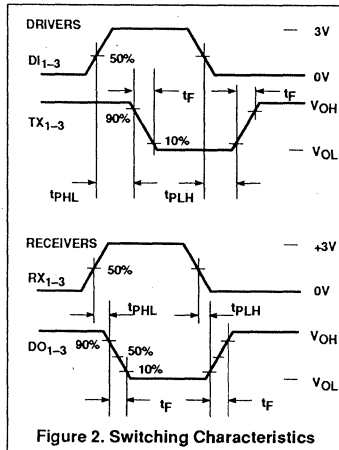 DRIVERS
3V
DI1–3
50%
0V
tF
tF
VOH
TX1–3
90%
10%
VOL
tPHL
tPLH
RECEIVERS
+3V
RX1–3
50%
0V
tPHL
tPLH
VOH
DO1–3
90%
50%
10%
VOL
tF
tF
Figure 2. Switching Characteristics